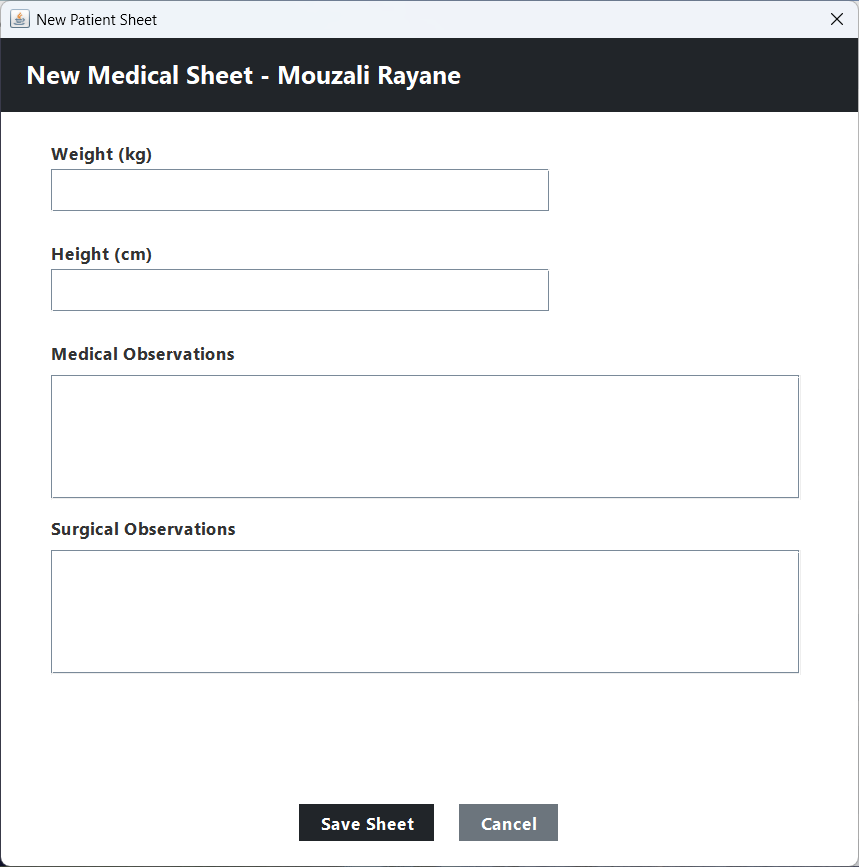 New Patient Sheet
New Medical Sheet - Mouzali Rayane
Weight (kg)
Height (cm)
Medical Observations
Surgical Observations
Save Sheet
Cancel